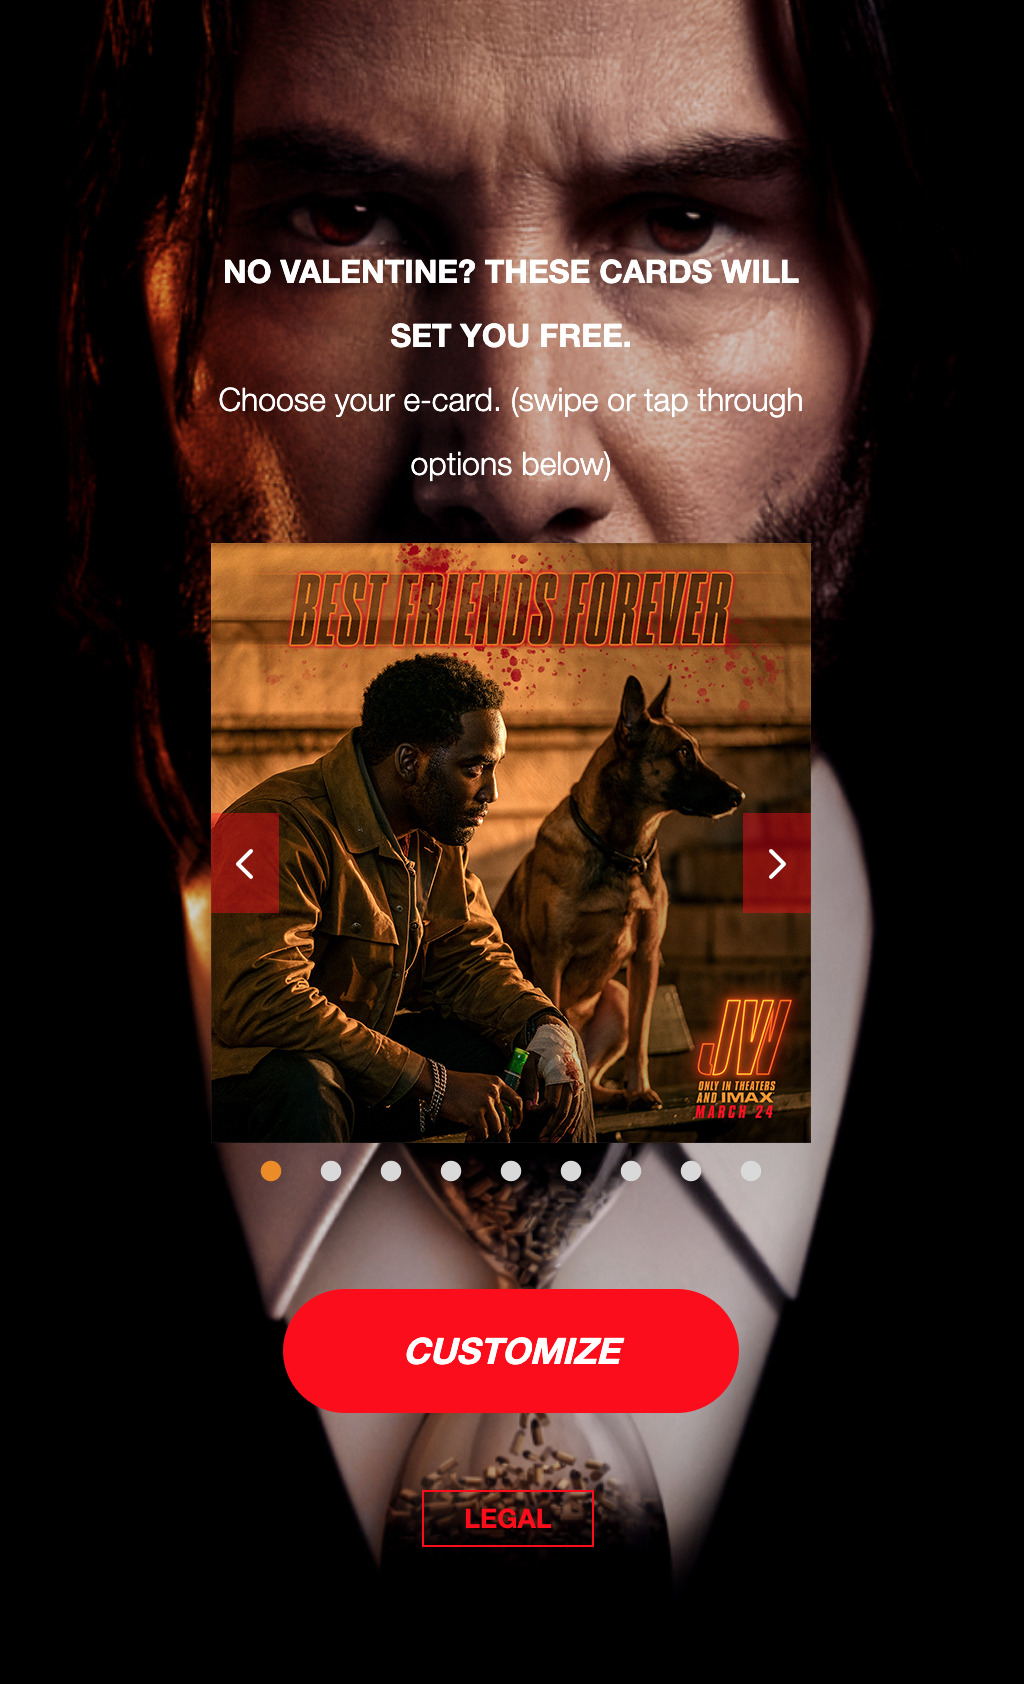 NO VALENTINE? THESE CARDS WILL
SET YOU FREE.
Choose your e-card. (swipe or tap through
options below)
BEST FRIENDS FOREVER
JW
ONLY IN THEATERS
AND IMAX
MARCH 24
CUSTOMIZE
LEGAL